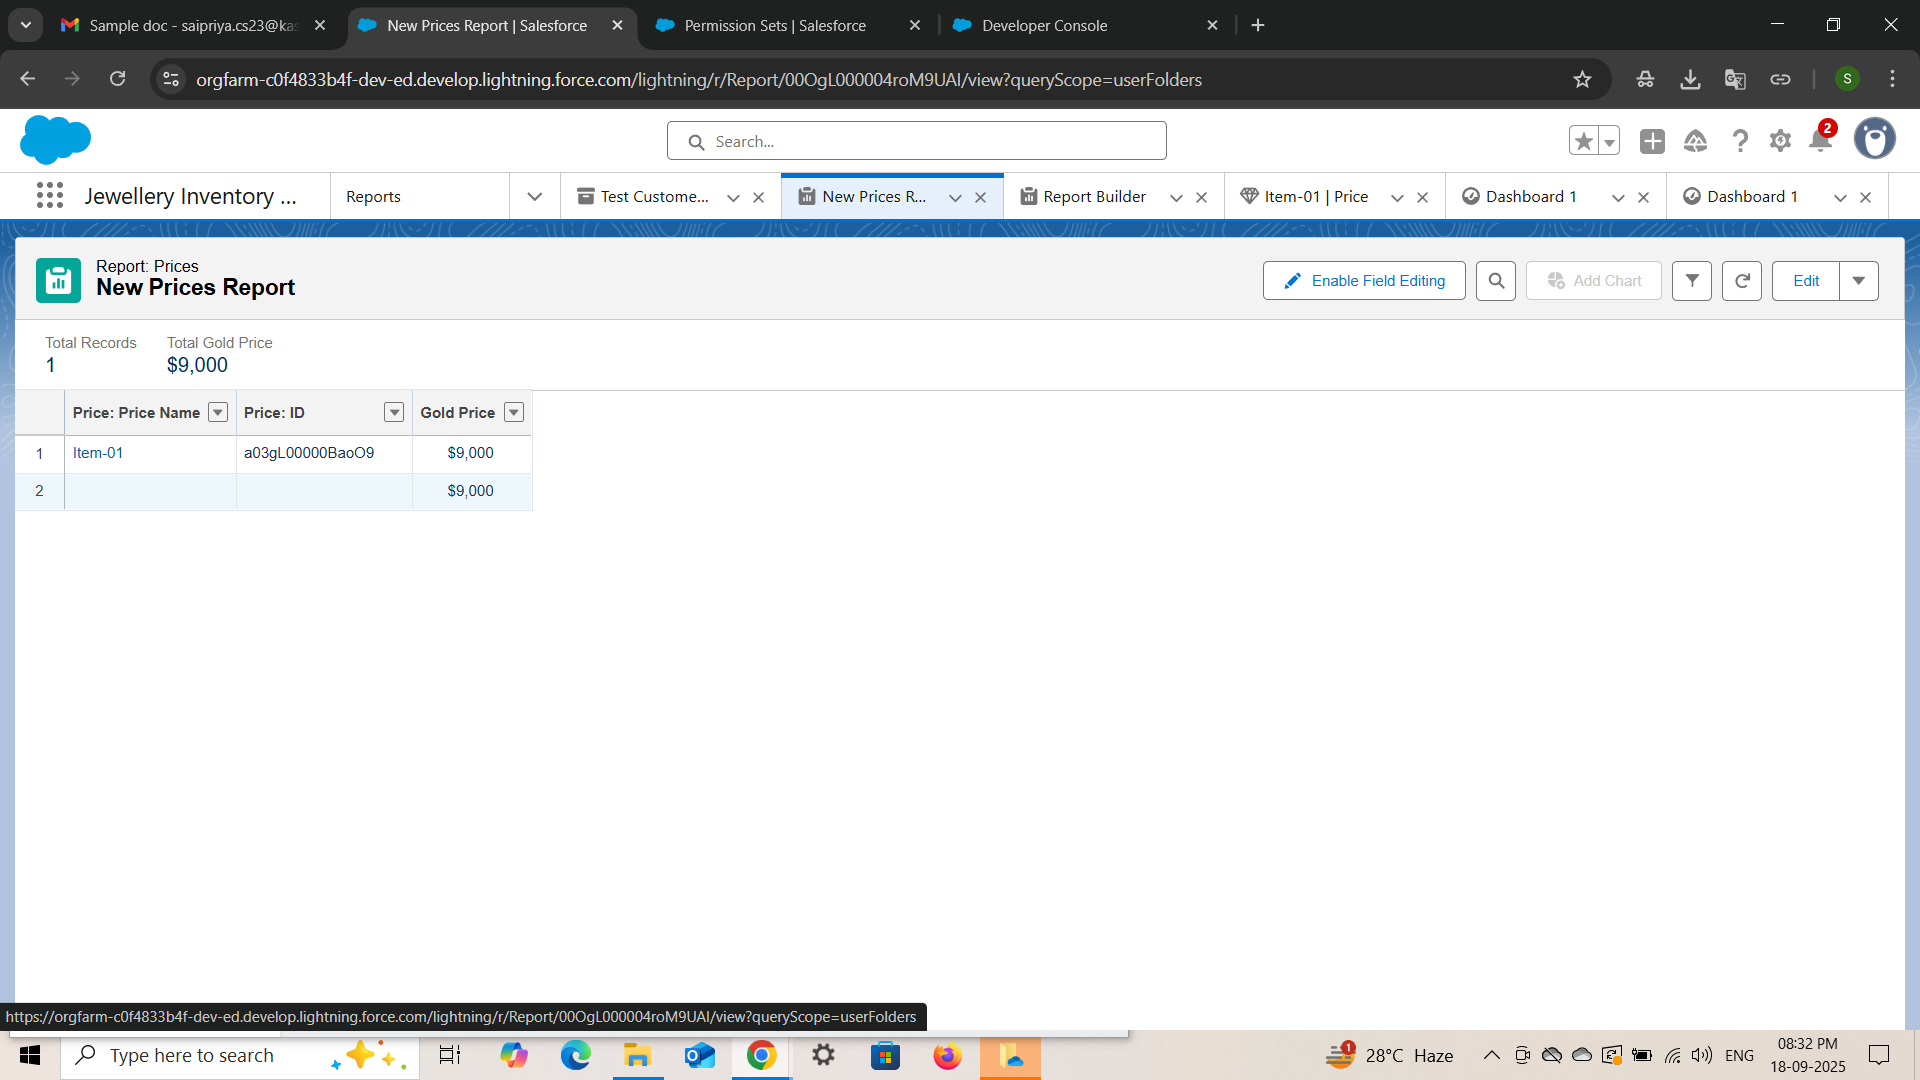 Sample doc - saipriya.cs23@kas
New Prices Report | Salesforce
Permission Sets | Salesforce
Developer Console
orgfarm-c0f4833b4f-dev-ed.develop.lightning.force.com/lightning/r/Report/00OgL000004roM9UAI/view?queryScope=userFolders
S
Search...
2
Jewellery Inventory ...
Reports
Test Custome...
New Prices R...
Report Builder
Item-01 | Price
Dashboard 1
Dashboard 1
Report: Prices
New Prices Report
Enable Field Editing
Add Chart
Edit
Total Records
Total Gold Price
1
$9,000
Price: Price Name
Price: ID
Gold Price
1
Item-01
a03gL00000BaoO9
$9,000
2
$9,000
https://orgfarm-c0f4833b4f-dev-ed.develop.lightning.force.com/lightning/r/Report/00OgL000004roM9UAI/view?queryScope=userFolders
Type here to search
1
28°C Haze
ENG
08:32 PM
18-09-2025